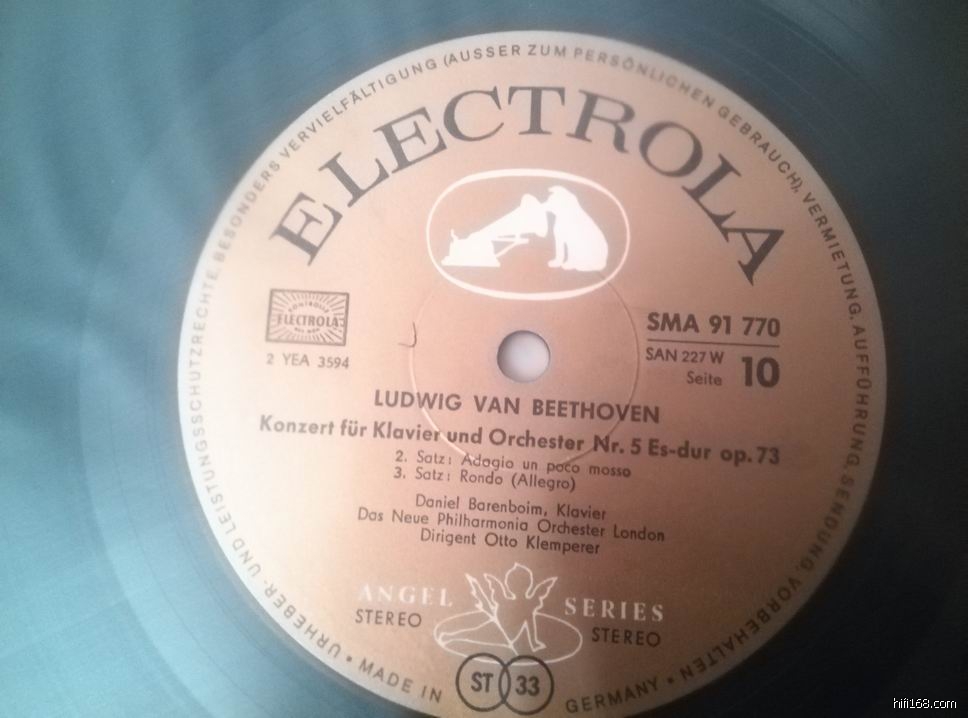 URHEBER- UND LEISTUNGSSCHUTZRECHTE, BESONDERS VERVIELFÄLTIGUNG (AUSSER ZUM PERSÖNLICHEN GEBRAUCH), VERMIETUNG, AUFFÜHRUNG, SENDUNG, VORBEHALTEN •
ELECTROLA
KONTROLLE
ELECTROLA
2 YEA 3594
SMA 91 770
SAN 227 W
Seite 10
LUDWIG VAN BEETHOVEN
Konzert für Klavier und Orchester Nr. 5 Es-dur op. 73
2. Satz: Adagio un poco mosso
3. Satz: Rondo (Allegro)
Daniel Barenboim, Klavier
Das Neue Philharmonia Orchester London
Dirigent Otto Klemperer
ANGEL SERIES
STEREO STEREO
ST 33
• MADE IN GERMANY •
hifi168.com